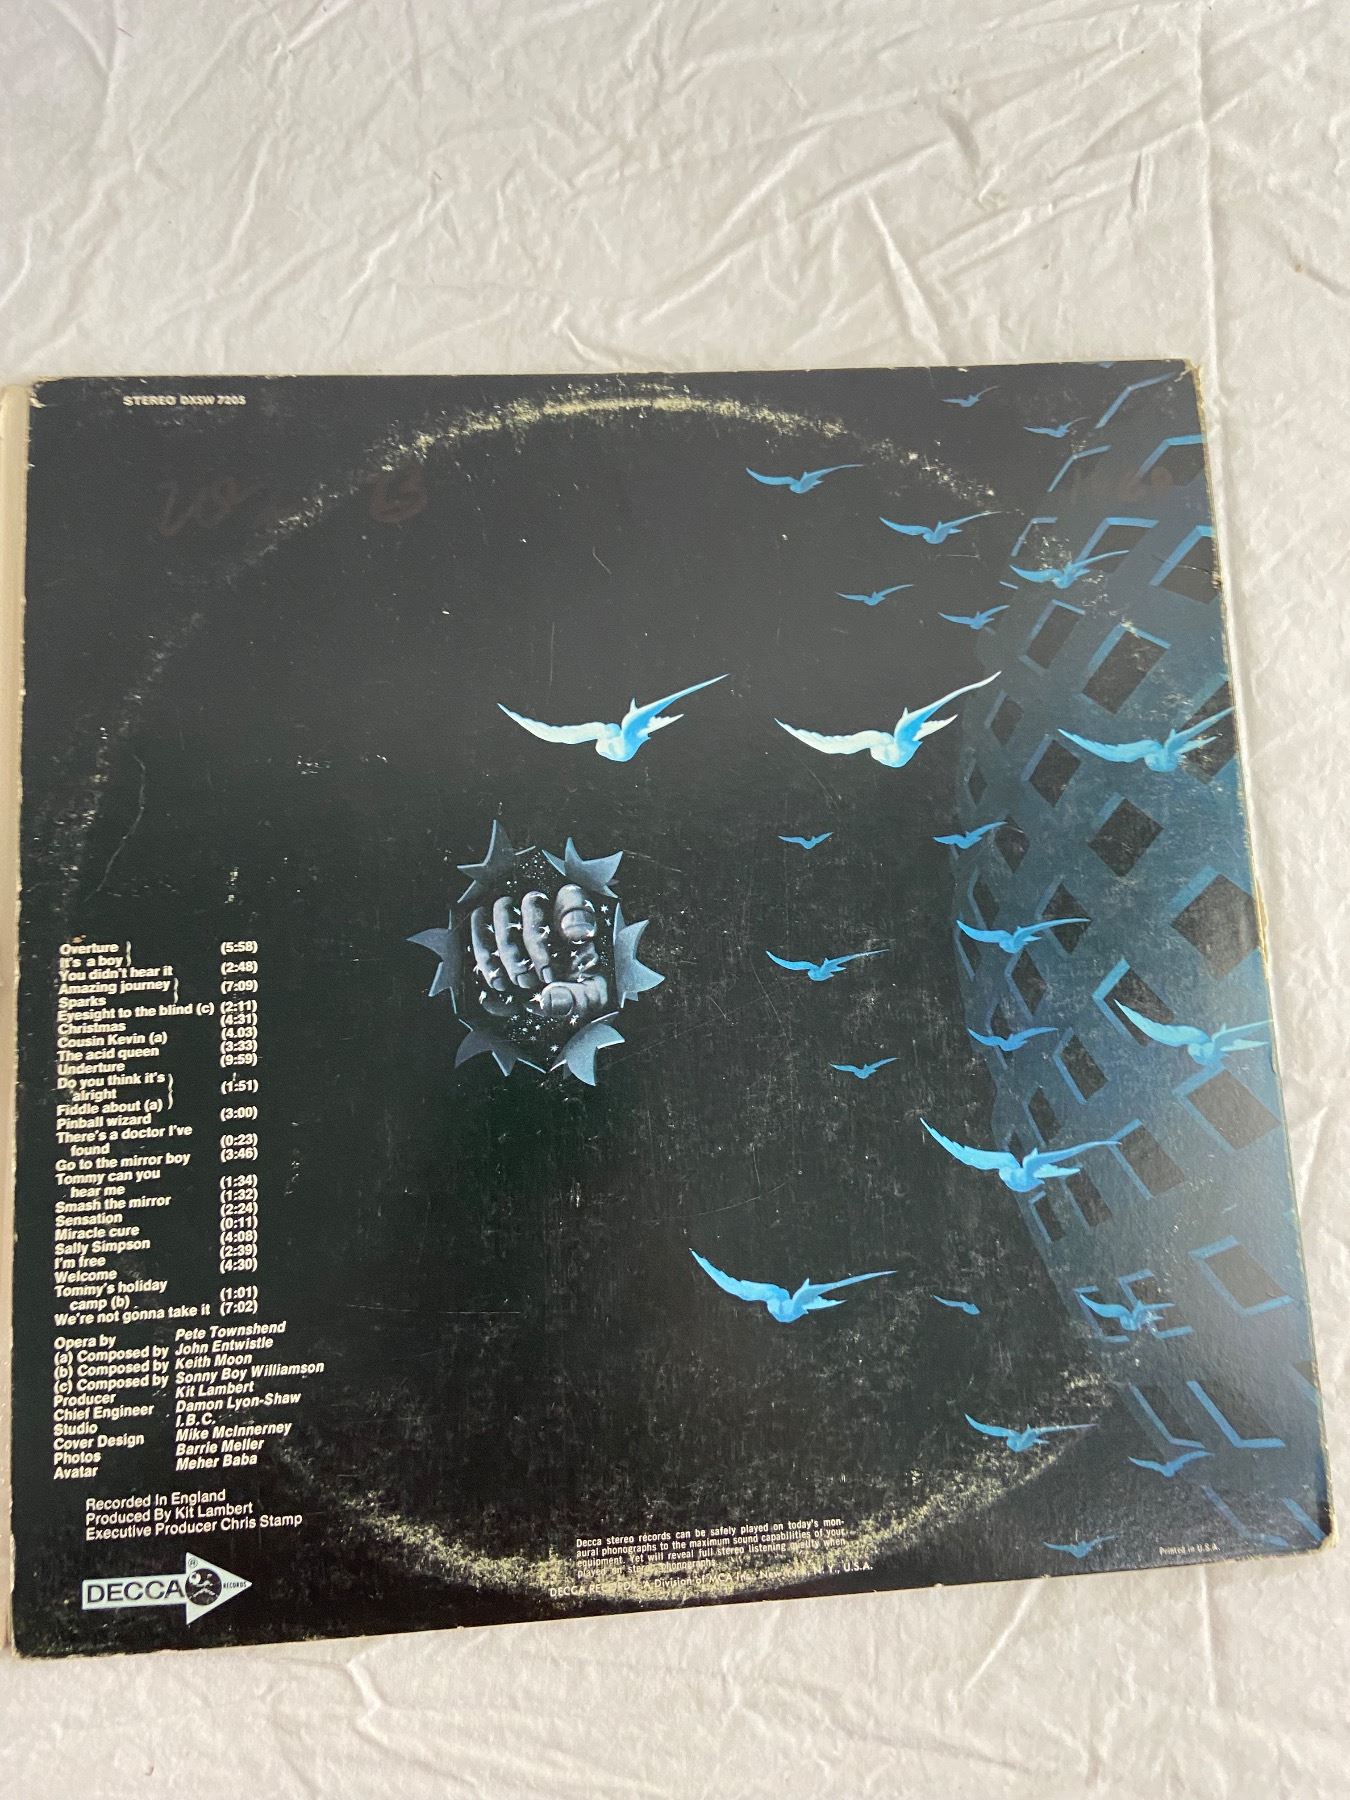 STEREO DXSW 7205
Overture
It's a boy (5:58)
You didn't hear it (2:48)
Amazing journey
Sparks (7:09)
Eyesight to the blind (c) (2:11)
Christmas (4:31)
Cousin Kevin (a) (4.03)
The acid queen (3:33)
Underture (9:59)
Do you think it's
alright
Fiddle about (a) (1:51)
Pinball wizard (3:00)
There's a doctor I've
found (0:23)
Go to the mirror boy (3:46)
Tommy can you
hear me (1:34)
Smash the mirror (1:32)
Sensation (2:24)
Miracle cure (0:11)
Sally Simpson (4:08)
I'm free (2:39)
Welcome (4:30)
Tommy's holiday
camp (b) (1:01)
We're not gonna take it (7:02)
Opera by Pete Townshend
(a) Composed by John Entwistle
(b) Composed by Keith Moon
(c) Composed by Sonny Boy Williamson
Producer Kit Lambert
Chief Engineer Damon Lyon-Shaw
Studio I.B.C.
Cover Design Mike McInnerney
Photos Barrie Meller
Avatar Meher Baba
Recorded In England
Produced By Kit Lambert
Executive Producer Chris Stamp
DECCA ® RECORDS
Decca stereo records can be safely played on today's mon-
aural phonographs to the maximum sound capabilities of your
equipment. Yet will reveal full stereo listening quality when
played on stereo phonographs.
DECCA RECORDS, A Division of MCA Inc., New York, N. Y., U.S.A.
Printed in U.S.A.